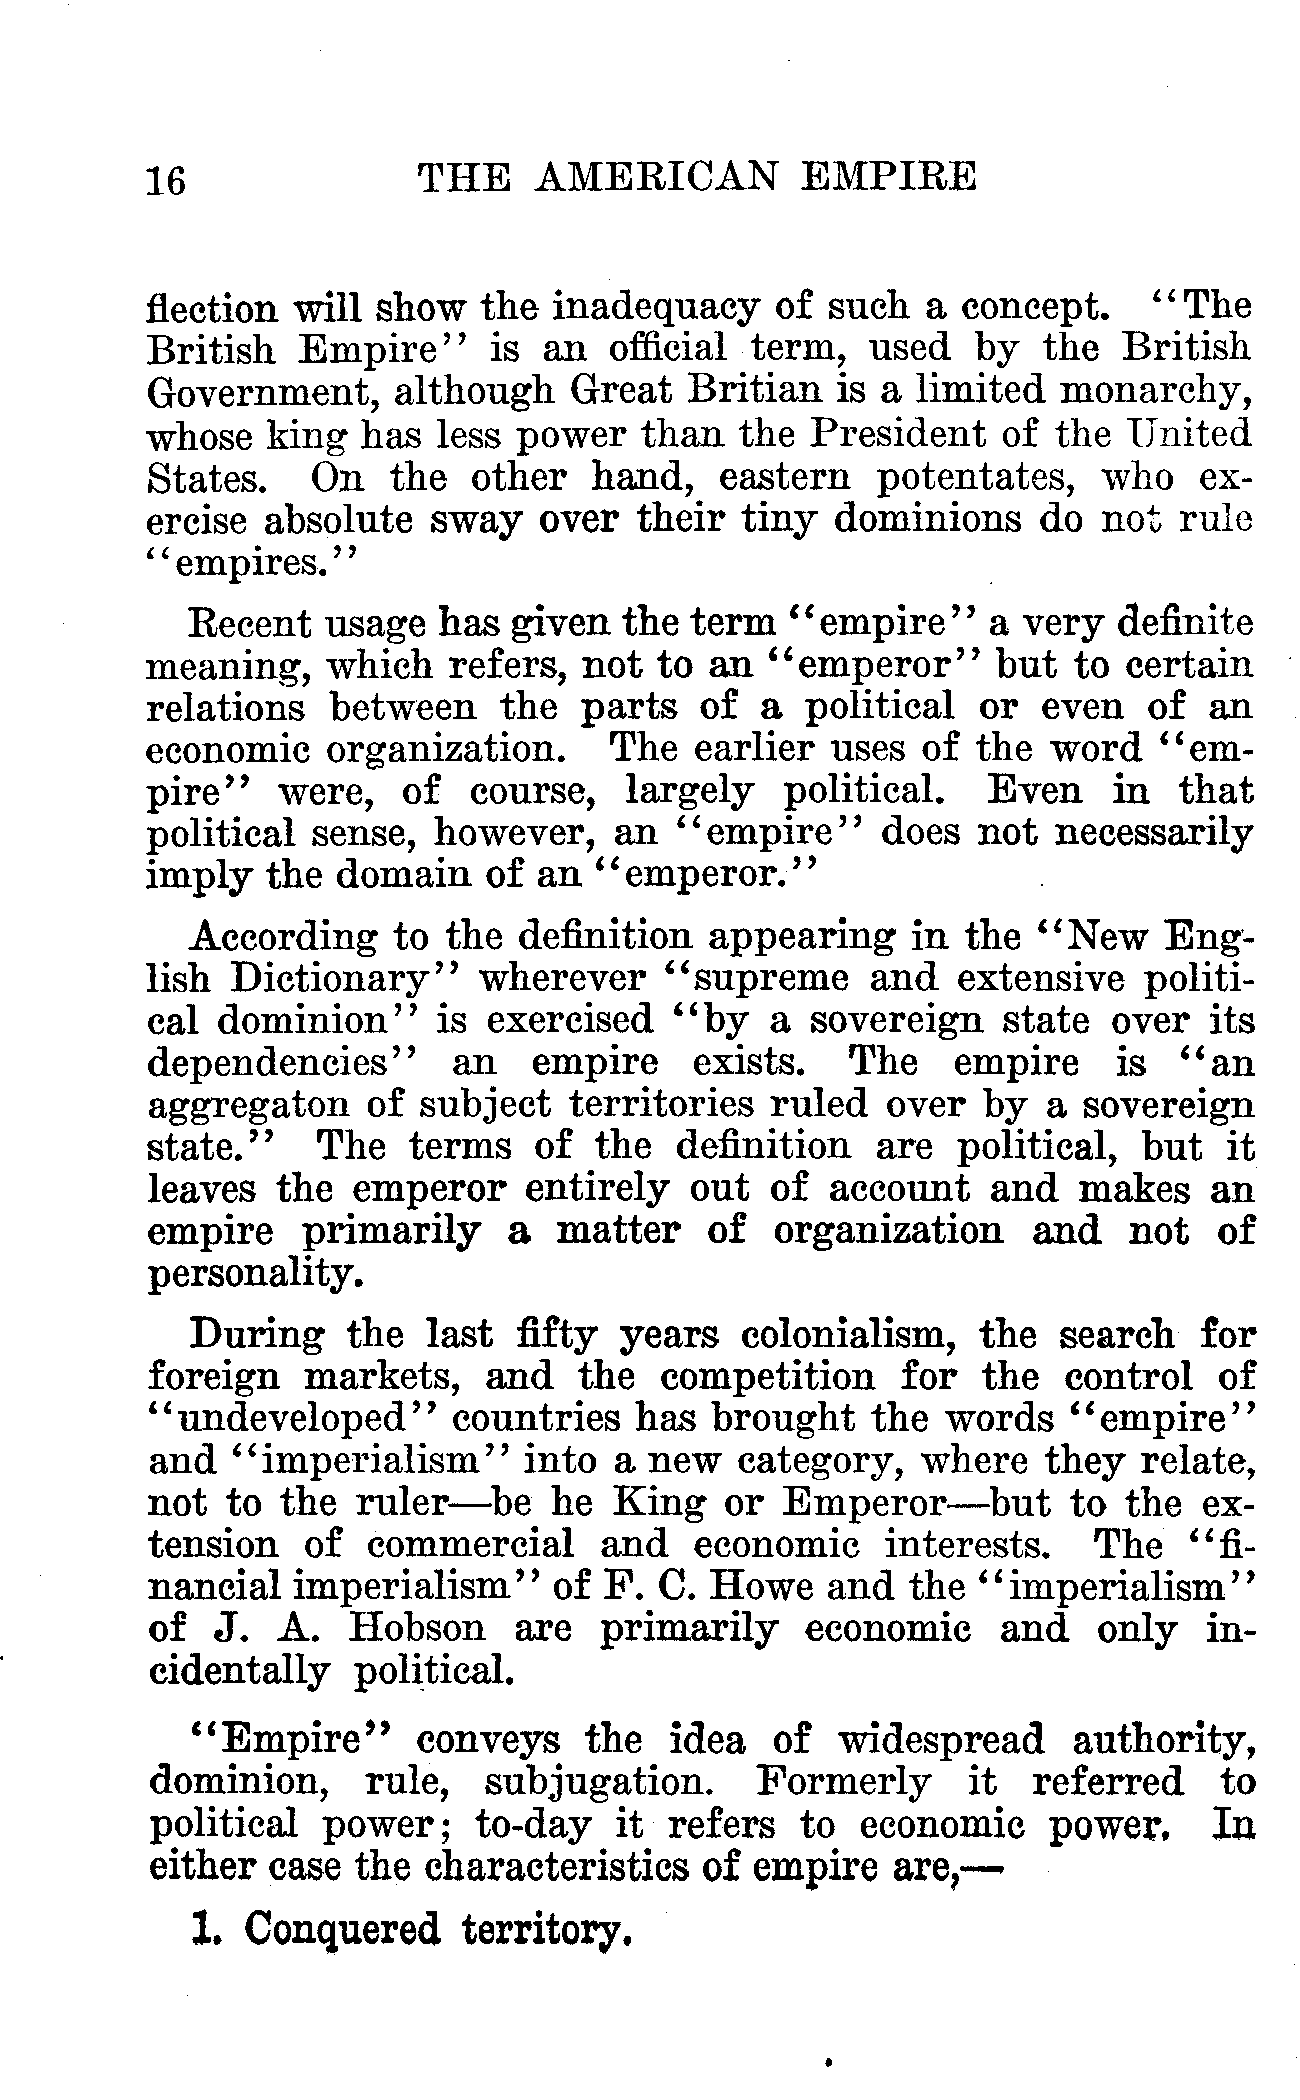 16 THE AMERICAN EMPIRE
flection will show the inadequacy of such a concept. "The
British Empire" is an official term, used by the British
Government, although Great Britian is a limited monarchy,
whose king has less power than the President of the United
States. On the other hand, eastern potentates, who ex-
ercise absolute sway over their tiny dominions do not rule
"empires."
Recent usage has given the term "empire" a very definite
meaning, which refers, not to an "emperor" but to certain
relations between the parts of a political or even of an
economic organization. The earlier uses of the word "em-
pire" were, of course, largely political. Even in that
political sense, however, an "empire" does not necessarily
imply the domain of an "emperor."
According to the definition appearing in the "New Eng-
lish Dictionary" wherever "supreme and extensive politi-
cal dominion" is exercised "by a sovereign state over its
dependencies" an empire exists. The empire is "an
aggregaton of subject territories ruled over by a sovereign
state." The terms of the definition are political, but it
leaves the emperor entirely out of account and makes an
empire primarily a matter of organization and not of
personality.
During the last fifty years colonialism, the search for
foreign markets, and the competition for the control of
"undeveloped" countries has brought the words "empire"
and "imperialism" into a new category, where they relate,
not to the ruler—be he King or Emperor—but to the ex-
tension of commercial and economic interests. The "fi-
nancial imperialism" of F. C. Howe and the "imperialism"
of J. A. Hobson are primarily economic and only in-
cidentally political.
"Empire" conveys the idea of widespread authority,
dominion, rule, subjugation. Formerly it referred to
political power; to-day it refers to economic power. In
either case the characteristics of empire are,—
1. Conquered territory.